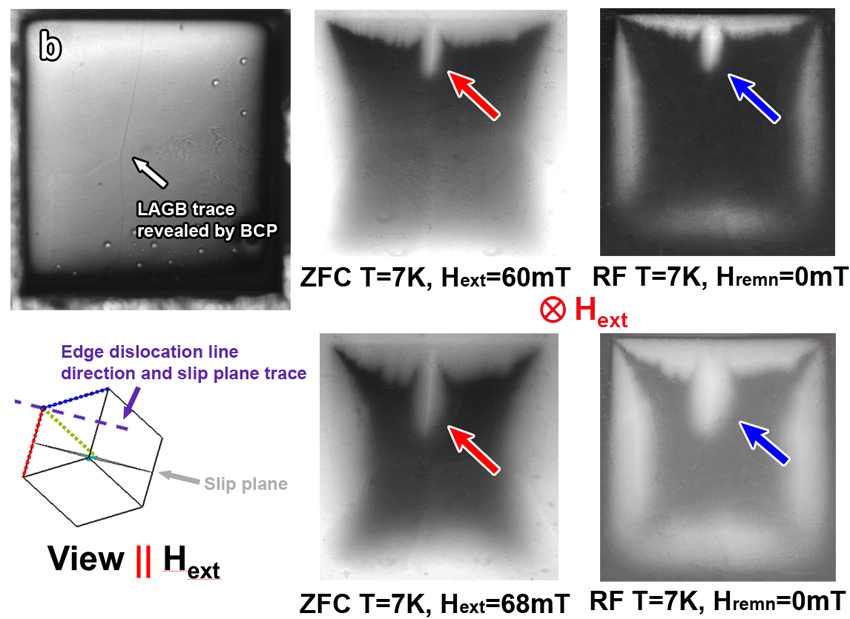 b
LAGB trace
revealed by BCP
ZFC T=7K, Hext=60mT
RF T=7K, Hremn=0mT
⊗ Hext
Edge dislocation line
direction and slip plane trace
Slip plane
View || Hext
ZFC T=7K, Hext=68mT
RF T=7K, Hremn=0mT